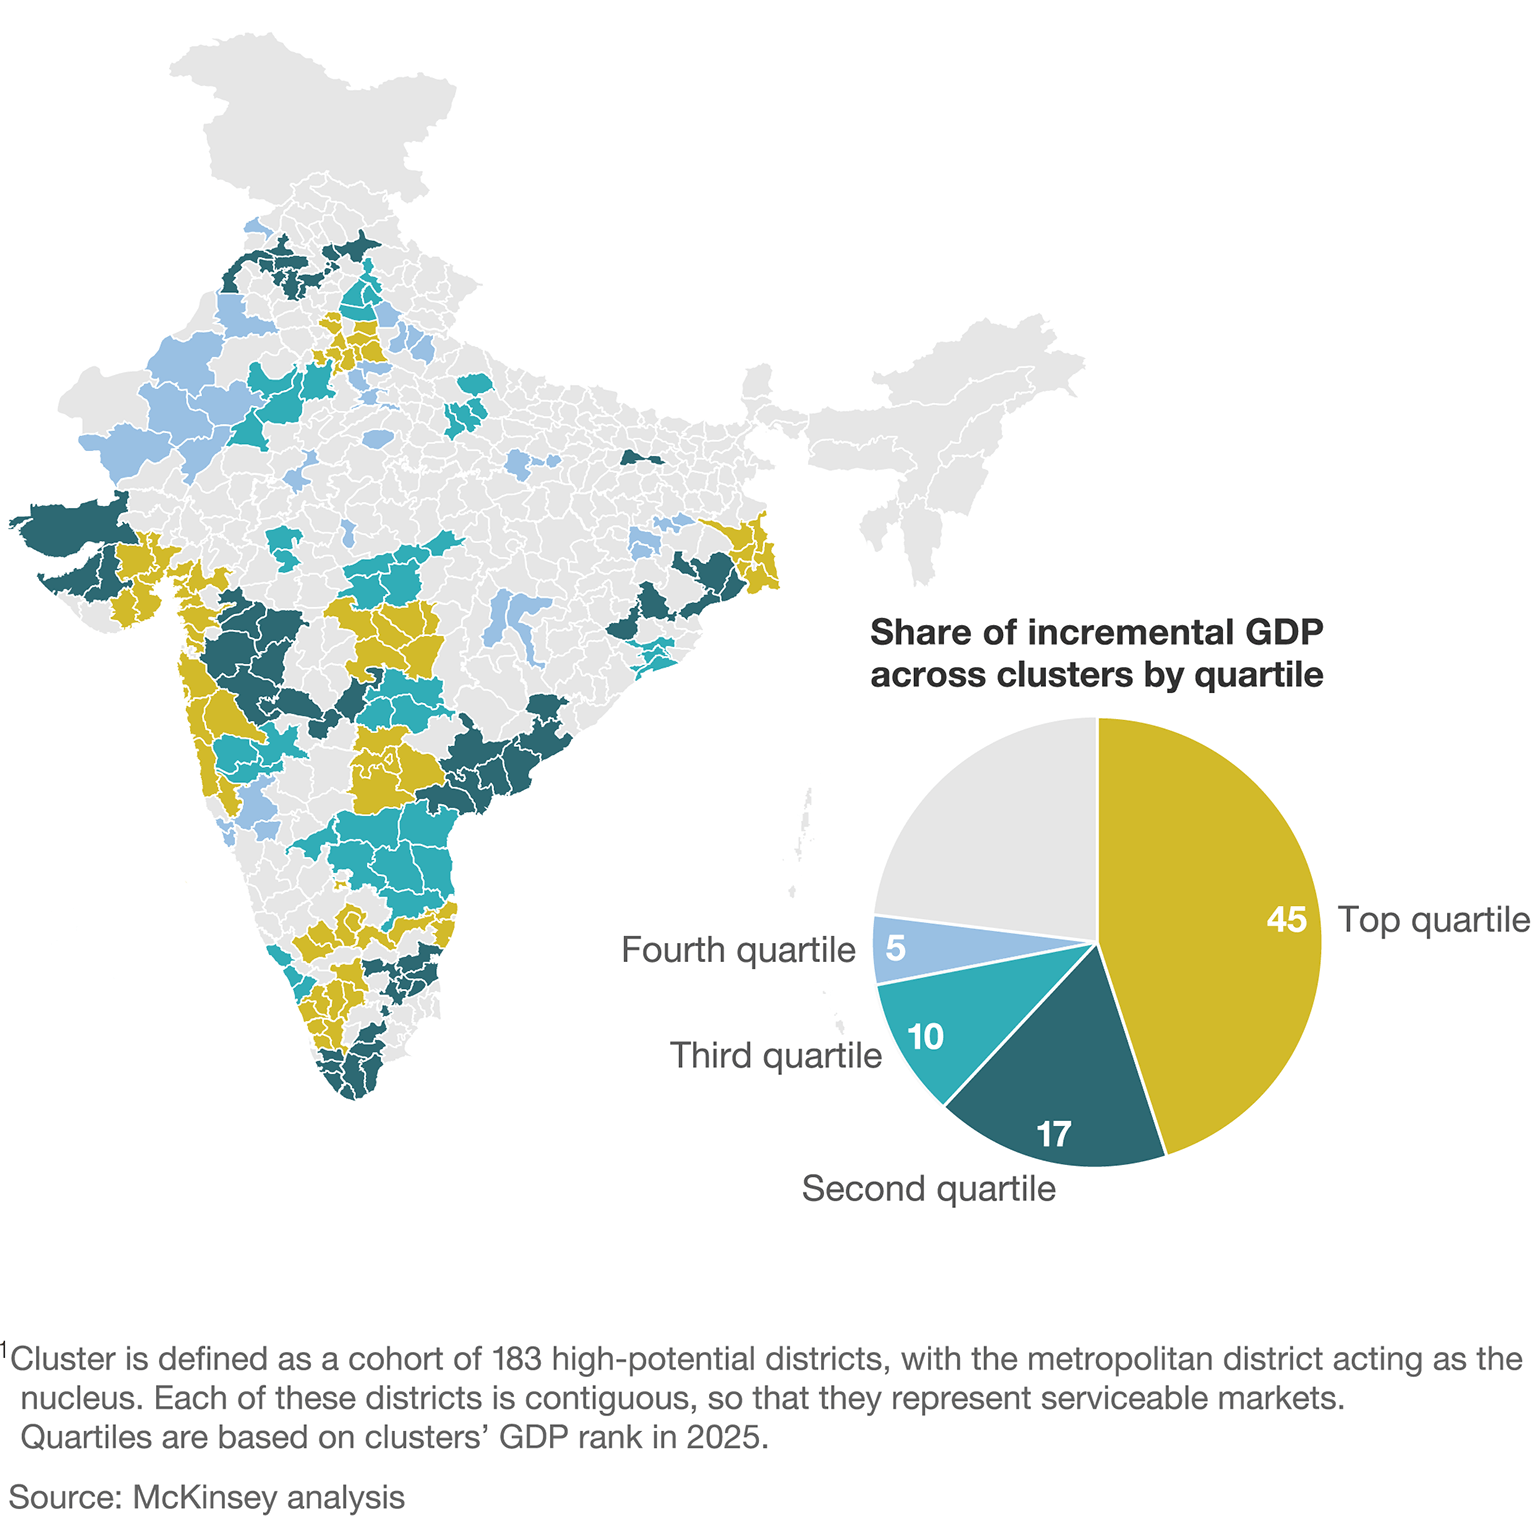 Share of incremental GDP
across clusters by quartile
45
Top quartile
Fourth quartile
5
10
Third quartile
17
Second quartile
1Cluster is defined as a cohort of 183 high-potential districts, with the metropolitan district acting as the
nucleus. Each of these districts is contiguous, so that they represent serviceable markets.
Quartiles are based on clusters’ GDP rank in 2025.
Source: McKinsey analysis